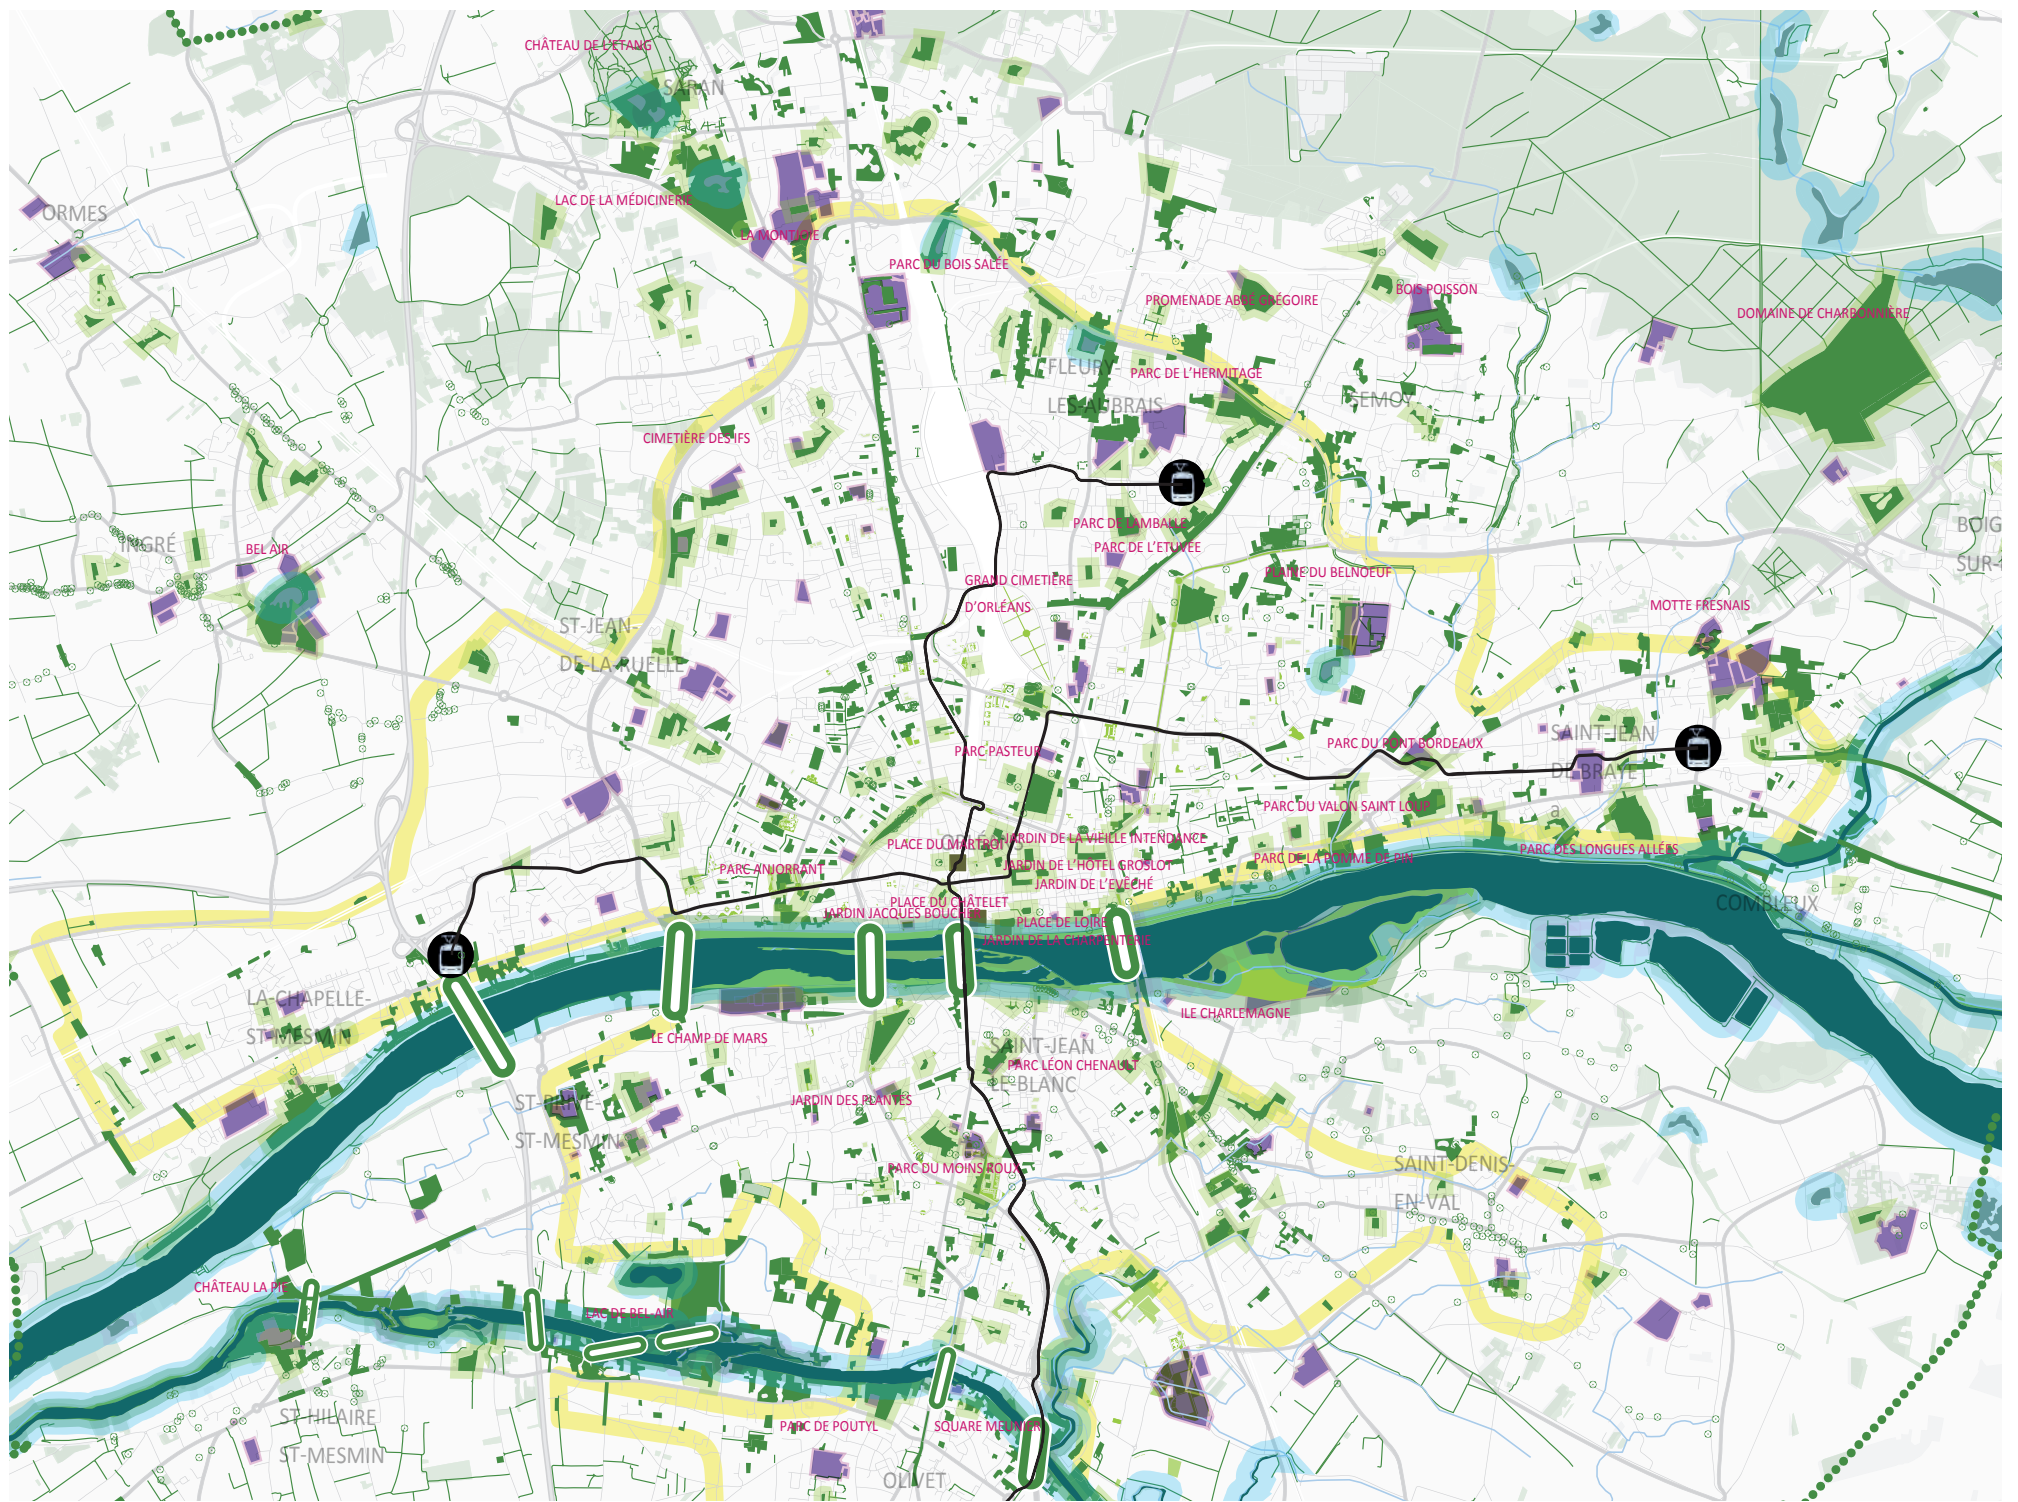 CHÂTEAU DE L'ETANG
SARAN
LAC DE LA MÉDICINERIE
ORMES
LA MONTJOIE
PARC DU BOIS SALÉE
PROMENADE ABBÉ GRÉGOIRE
BOIS POISSON
DOMAINE DE CHARBONNIÈRE
FLEURY-
LES-AUBRAIS
PARC DE L'HERMITAGE
SEMOY
CIMETIÈRE DES IFS
PARC DE LAMBALLE
PARC DE L'ETUVÉE
BOIG
SUR-
INGRÉ
BEL AIR
GRAND CIMETIÈRE
D'ORLÉANS
PLAINE DU BELNOEUF
MOTTE FRESNAIS
ST-JEAN-
DE-LA-RUELLE
PARC PASTEUR
PARC DU PONT BORDEAUX
SAINT-JEAN
DE BRAYE
a
PARC DU VALON SAINT LOUP
PLACE DU MARTROI
JARDIN DE LA VIEILLE INTENDANCE
JARDIN DE L'HÔTEL GROSLOT
JARDIN DE L'EVÉCHÉ
PARC DE LA POMME DE PIN
PARC DES LONGUES ALLÉES
PARC ANJORRANT
PLACE DU CHÂTELET
JARDIN JACQUES BOUCHER
PLACE DE LOIRE
JARDIN DE LA CHARPENTERIE
COMBLEUX
LA-CHAPELLE-
ST-MESMIN
LE CHAMP DE MARS
ILE CHARLEMAGNE
SAINT-JEAN
LE-BLANC
PARC LÉON CHENAULT
JARDIN DES PLANTES
ST-PRIVÉ-
ST-MESMIN
PARC DU MOINS ROUX
SAINT-DENIS-
EN-VAL
CHÂTEAU LA PIE
LAC DE BEL-AIR
ST-HILAIRE
ST-MESMIN
PARC DE POUTYL
SQUARE MEUNIER
OLIVET